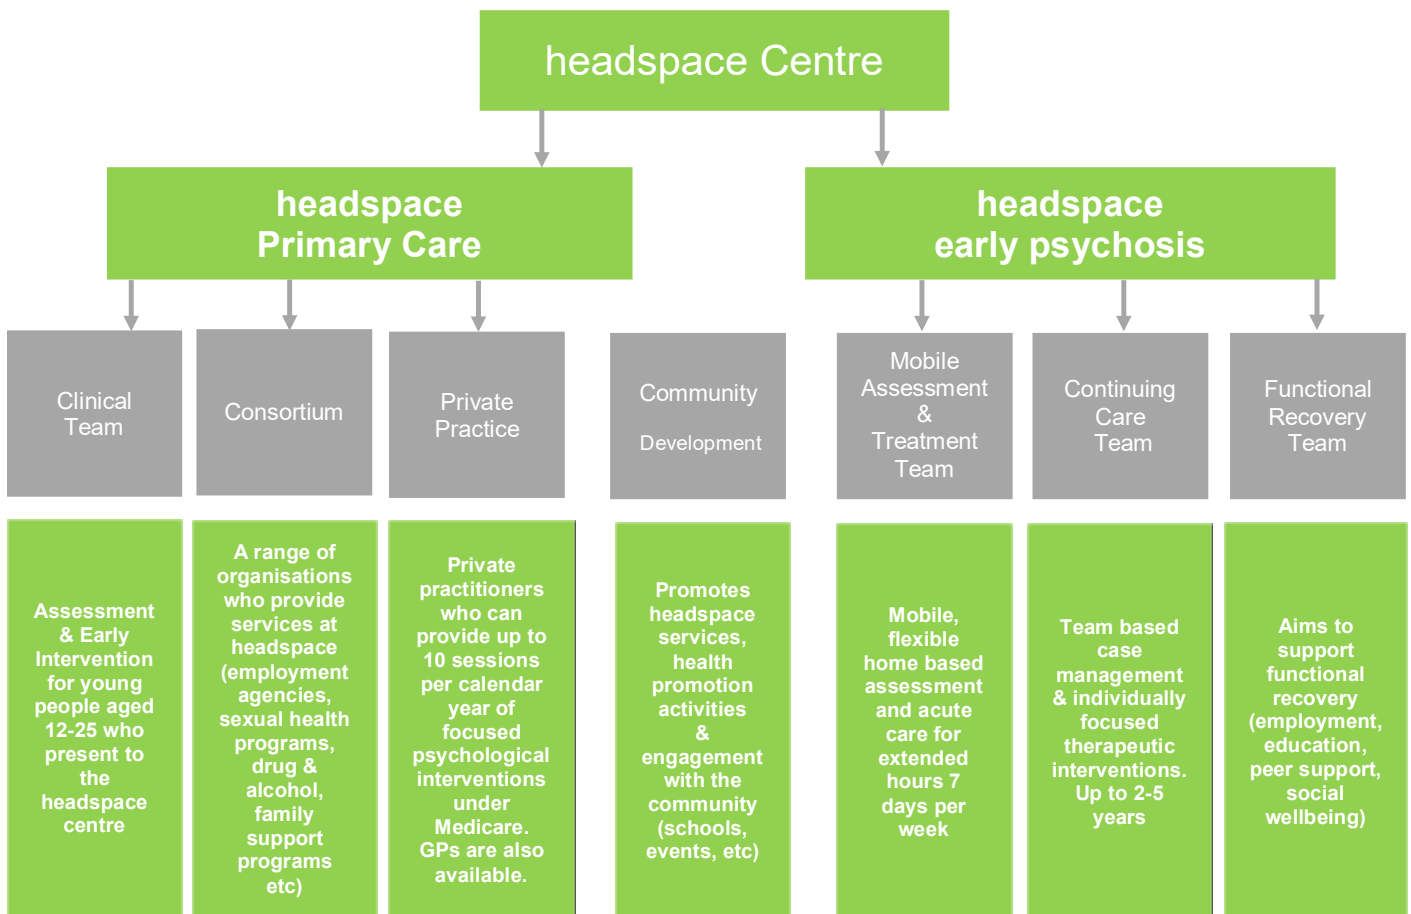 headspace Centre
headspace
Primary Care
headspace
early psychosis
Clinical
Team
Consortium
Private
Practice
Community
Development
Mobile
Assessment
&
Treatment
Team
Continuing
Care
Team
Functional
Recovery
Team
Assessment
& Early
Intervention
for young
people aged
12-25 who
present to
the
headspace
centre
A range of
organisations
who provide
services at
headspace
(employment
agencies,
sexual health
programs,
drug &
alcohol,
family
support
programs
etc)
Private
practitioners
who can
provide up to
10 sessions
per calendar
year of
focused
psychological
interventions
under
Medicare.
GPs are also
available.
Promotes
headspace
services,
health
promotion
activities
&
engagement
with the
community
(schools,
events, etc)
Mobile,
flexible
home based
assessment
and acute
care for
extended
hours 7
days per
week
Team based
case
management
& individually
focused
therapeutic
interventions.
Up to 2-5
years
Aims to
support
functional
recovery
(employment,
education,
peer support,
social
wellbeing)